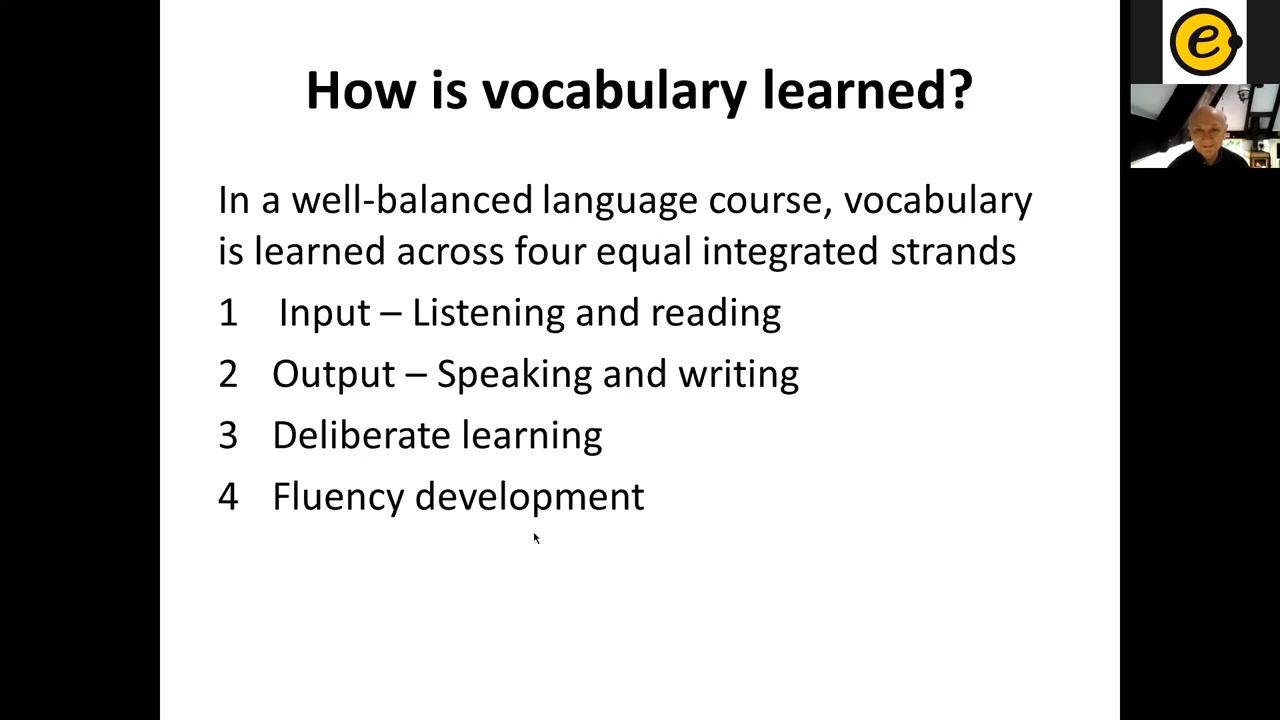 How is vocabulary learned?
In a well-balanced language course, vocabulary
is learned across four equal integrated strands
1 Input – Listening and reading
2 Output – Speaking and writing
3 Deliberate learning
4 Fluency development
e